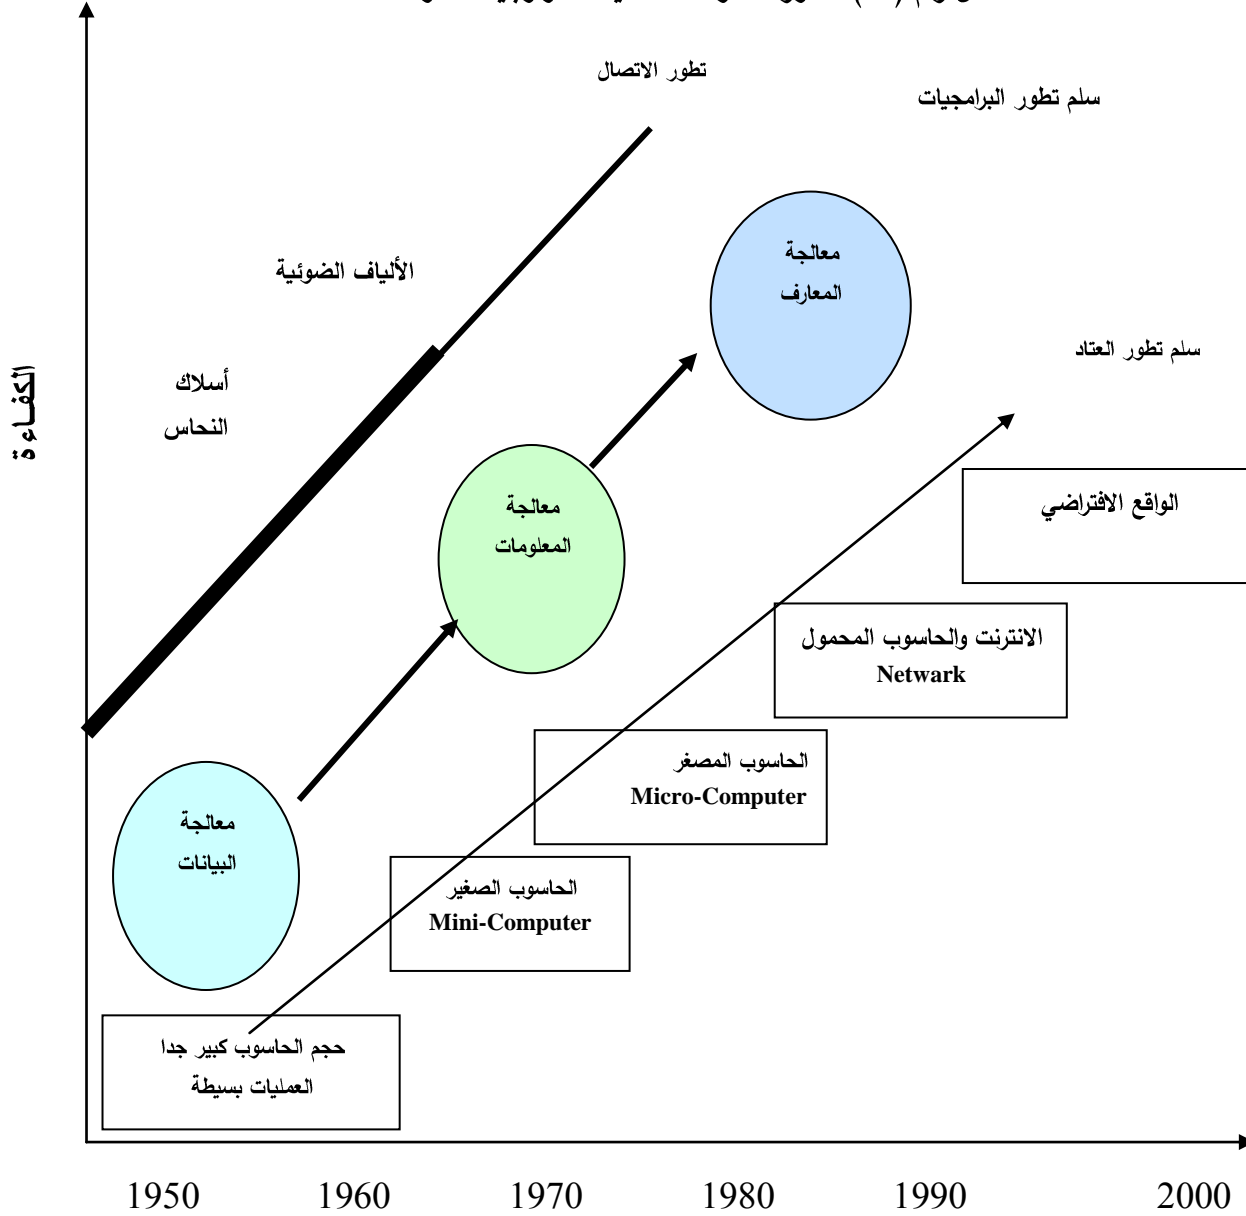 تطور الاتصال
سلم تطور البرامجيات
معالجة
المعارف
الألياف الضوئية
سلم تطور العتاد
أسلاك
النحاس
الكفاءة
معالجة
المعلومات
الواقع الافتراضي
الانترنت والحاسوب المحمول
Netwark
الحاسوب المصغر
Micro-Computer
معالجة
البيانات
الحاسوب الصغير
Mini-Computer
حجم الحاسوب كبير جدا
العمليات بسيطة
1950 1960 1970 1980 1990 2000